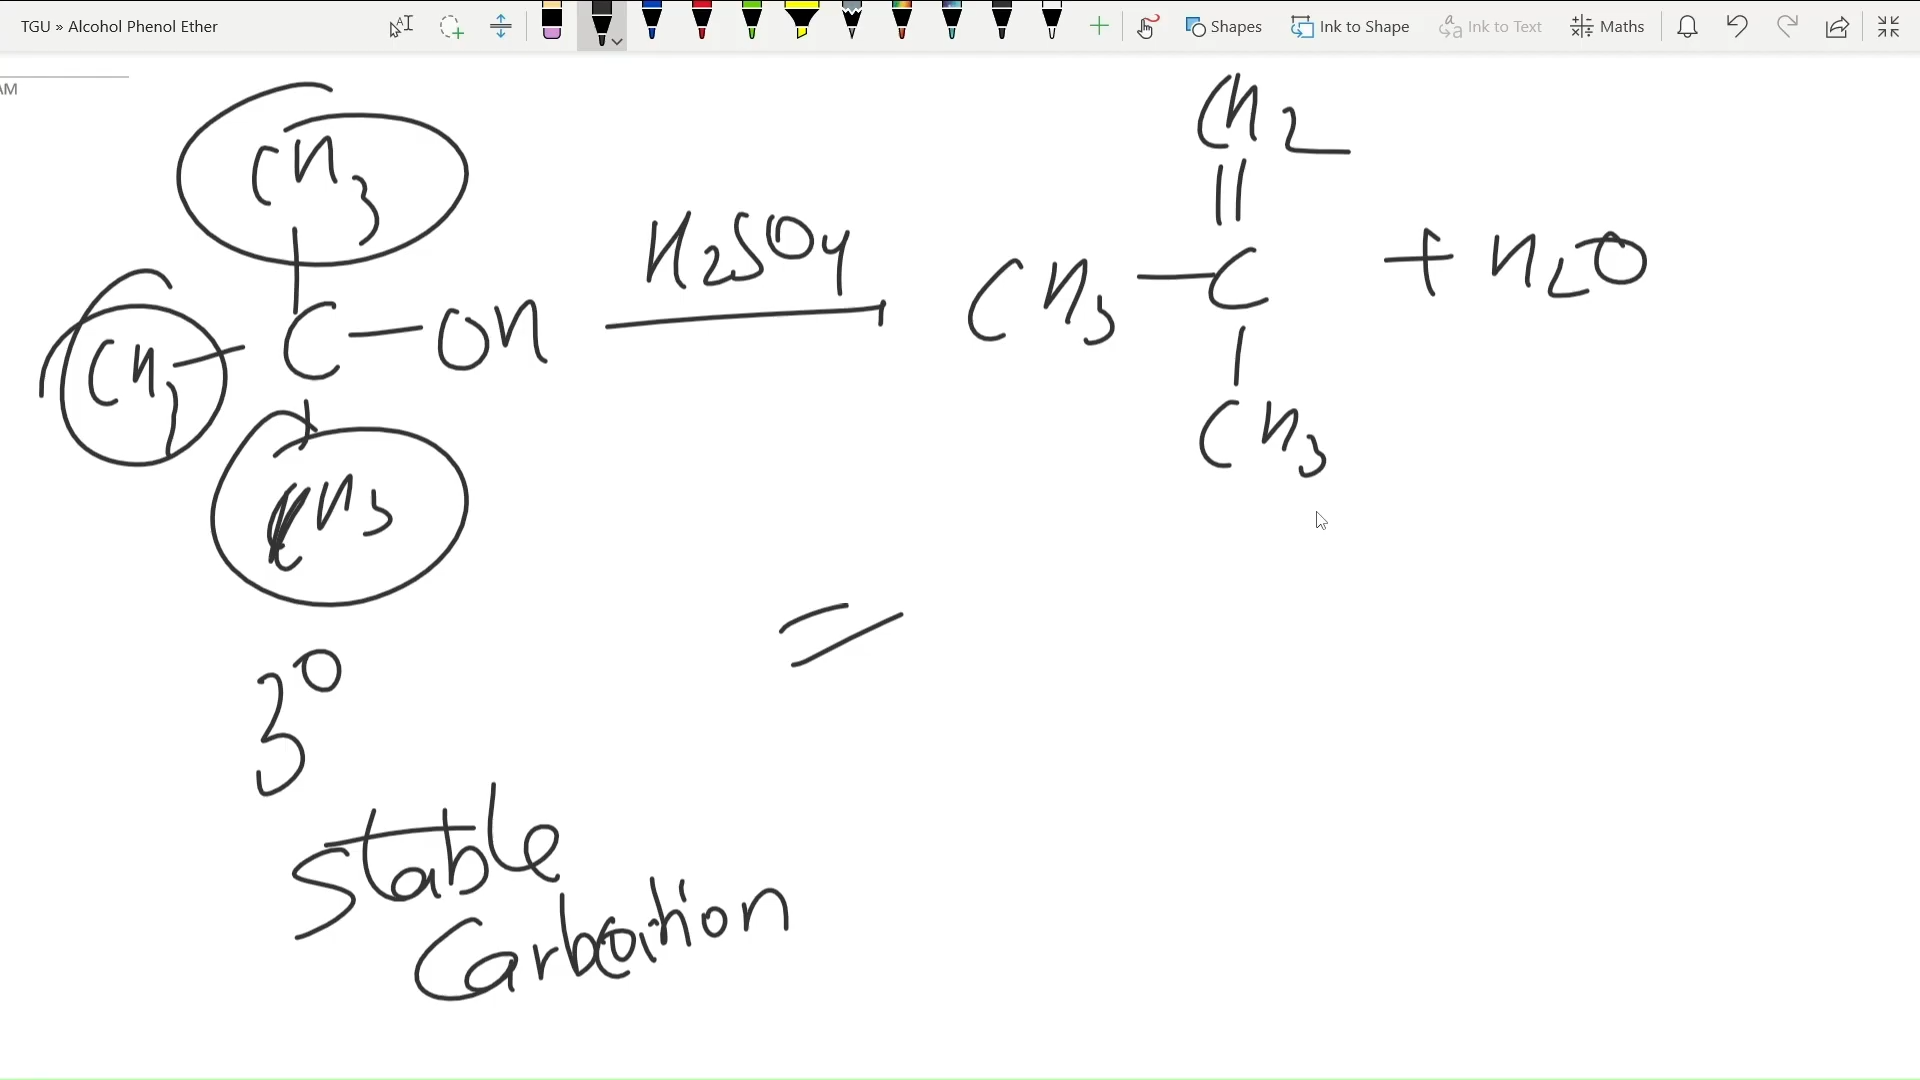 TGU » Alcohol Phenol Ether
Shapes
Ink to Shape
Ink to Text
Maths
AM
CH3
CH3 — C — OH
CH3
H2SO4
CH2
CH3 — C + H2O
CH3
3°
Stable
Carbocation